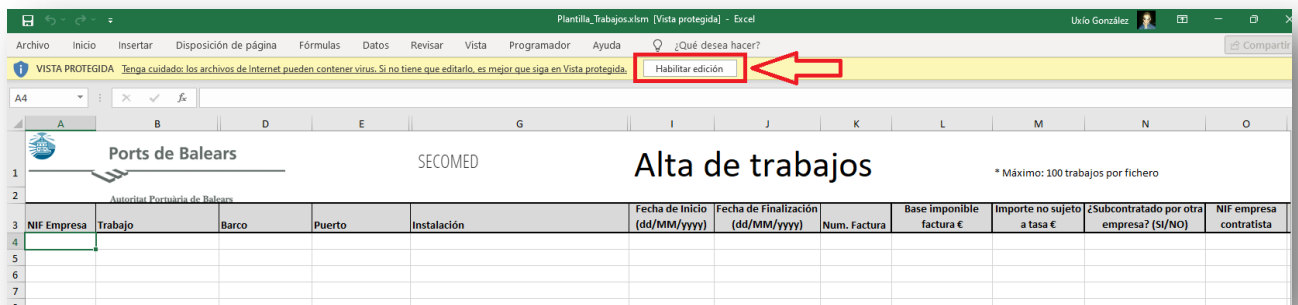 Plantilla_Trabajos.xlsm [Vista protegida] - Excel
Uxío González
Archivo Inicio Insertar Disposición de página Fórmulas Datos Revisar Vista Programador Ayuda ¿Qué desea hacer? Compartir
VISTA PROTEGIDA Tenga cuidado: los archivos de Internet pueden contener virus. Si no tiene que editarlo, es mejor que siga en Vista protegida. Habilitar edición
A4 fx
A B D E G I J K L M N O
Ports de Balears
SECOMED
Alta de trabajos
* Máximo: 100 trabajos por fichero
1
2
Autoritat Portuària de Balears
3 NIF Empresa Trabajo Barco Puerto Instalación Fecha de Inicio (dd/MM/yyyy) Fecha de Finalización (dd/MM/yyyy) Num. Factura Base imponible factura € Importe no sujeto a tasa € ¿Subcontratado por otra empresa? (SI/NO) NIF empresa contratista
4
5
6
7